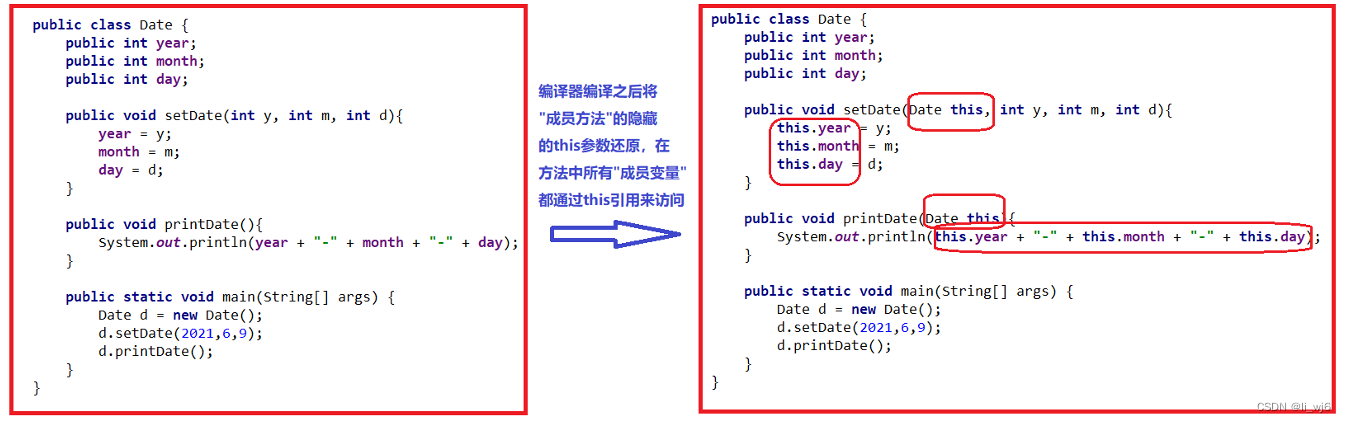 public class Date {
public int year;
public int month;
public int day;
public void setDate(int y, int m, int d){
year = y;
month = m;
day = d;
}
public void printDate(){
System.out.println(year + "-" + month + "-" + day);
}
public static void main(String[] args) {
Date d = new Date();
d.setDate(2021,6,9);
d.printDate();
}
}
编译器编译之后将
"成员方法"的隐藏
的this参数还原，在
方法中所有"成员变量"
都通过this引用来访问
public class Date {
public int year;
public int month;
public int day;
public void setDate(Date this, int y, int m, int d){
this.year = y;
this.month = m;
this.day = d;
}
public void printDate(Date this){
System.out.println(this.year + "-" + this.month + "-" + this.day);
}
public static void main(String[] args) {
Date d = new Date();
d.setDate(2021,6,9);
d.printDate();
}
}
CSDN @li_wj6